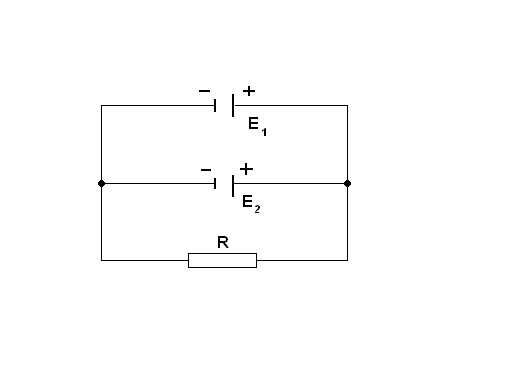 − +
E₁
− +
E₂
R